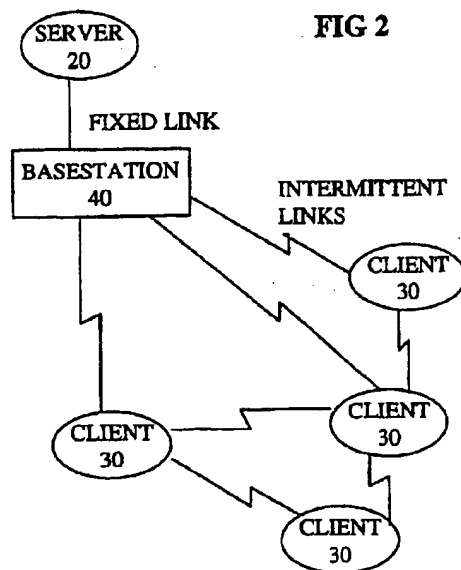 FIG 2
SERVER
20
FIXED LINK
BASESTATION
40
INTERMITTENT
LINKS
CLIENT
30
CLIENT
30
CLIENT
30
CLIENT
30